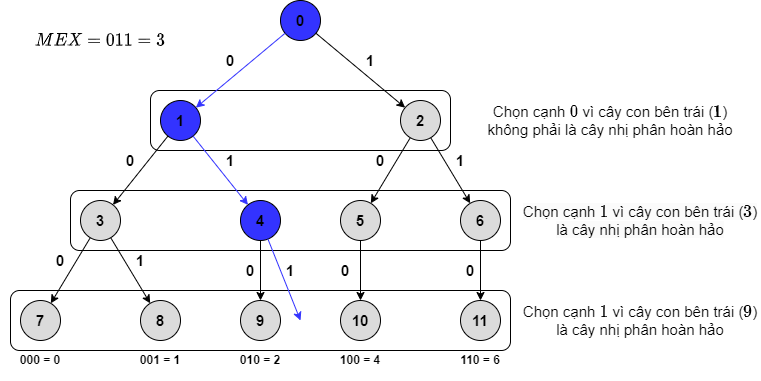 0
MEX = 011 = 3
0
1
Chọn cạnh 0 vì cây con bên trái (1)
không phải là cây nhị phân hoàn hảo
1
2
0
1
0
1
Chọn cạnh 1 vì cây con bên trái (3)
là cây nhị phân hoàn hảo
3
4
5
6
0
1
0
1
0
0
Chọn cạnh 1 vì cây con bên trái (9)
là cây nhị phân hoàn hảo
7
8
9
10
11
000 = 0
001 = 1
010 = 2
100 = 4
110 = 6